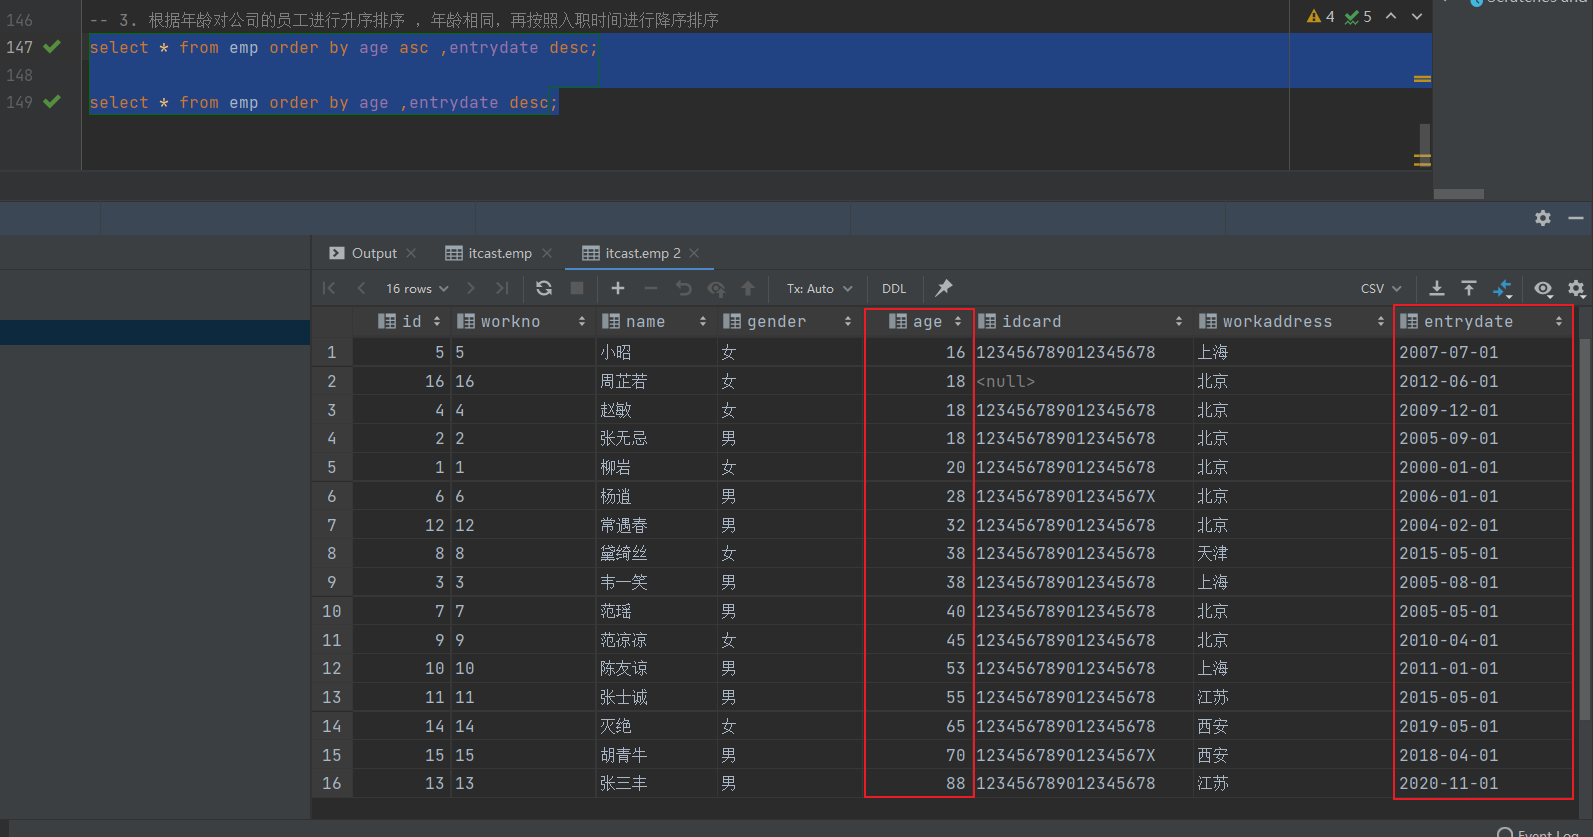 Scratches and
146 -- 3. 根据年龄对公司的员工进行升序排序 , 年龄相同, 再按照入职时间进行降序排序
4 5
147 select * from emp order by age asc ,entrydate desc;
148
149 select * from emp order by age ,entrydate desc;
Output itcast.emp itcast.emp 2
16 rows Tx: Auto DDL CSV
id workno name gender age idcard workaddress entrydate
1 5 5 小昭 女 16 123456789012345678 上海 2007-07-01
2 16 16 周芷若 女 18 <null> 北京 2012-06-01
3 4 4 赵敏 女 18 123456789012345678 北京 2009-12-01
4 2 2 张无忌 男 18 123456789012345678 北京 2005-09-01
5 1 1 柳岩 女 20 123456789012345678 北京 2000-01-01
6 6 6 杨逍 男 28 12345678901234567X 北京 2006-01-01
7 12 12 常遇春 男 32 123456789012345678 北京 2004-02-01
8 8 8 黛绮丝 女 38 123456789012345678 天津 2015-05-01
9 3 3 韦一笑 男 38 123456789012345678 上海 2005-08-01
10 7 7 范瑶 男 40 123456789012345678 北京 2005-05-01
11 9 9 范凉凉 女 45 123456789012345678 北京 2010-04-01
12 10 10 陈友谅 男 53 123456789012345678 上海 2011-01-01
13 11 11 张士诚 男 55 123456789012345678 江苏 2015-05-01
14 14 14 灭绝 女 65 123456789012345678 西安 2019-05-01
15 15 15 胡青牛 男 70 12345678901234567X 西安 2018-04-01
16 13 13 张三丰 男 88 123456789012345678 江苏 2020-11-01
Event Log